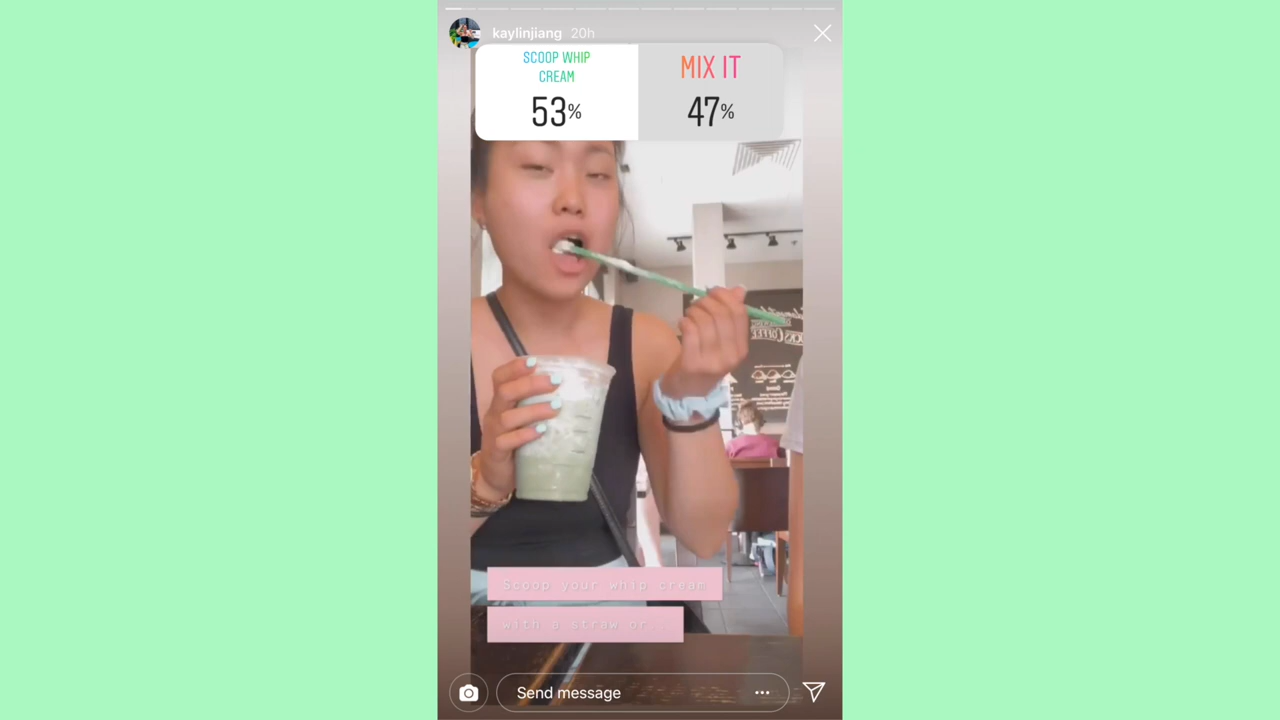 kaylinjiang 20h
SCOOP WHIP
CREAM
53%
MIX IT
47%
Scoop your whip cream
with a straw or...
Send message